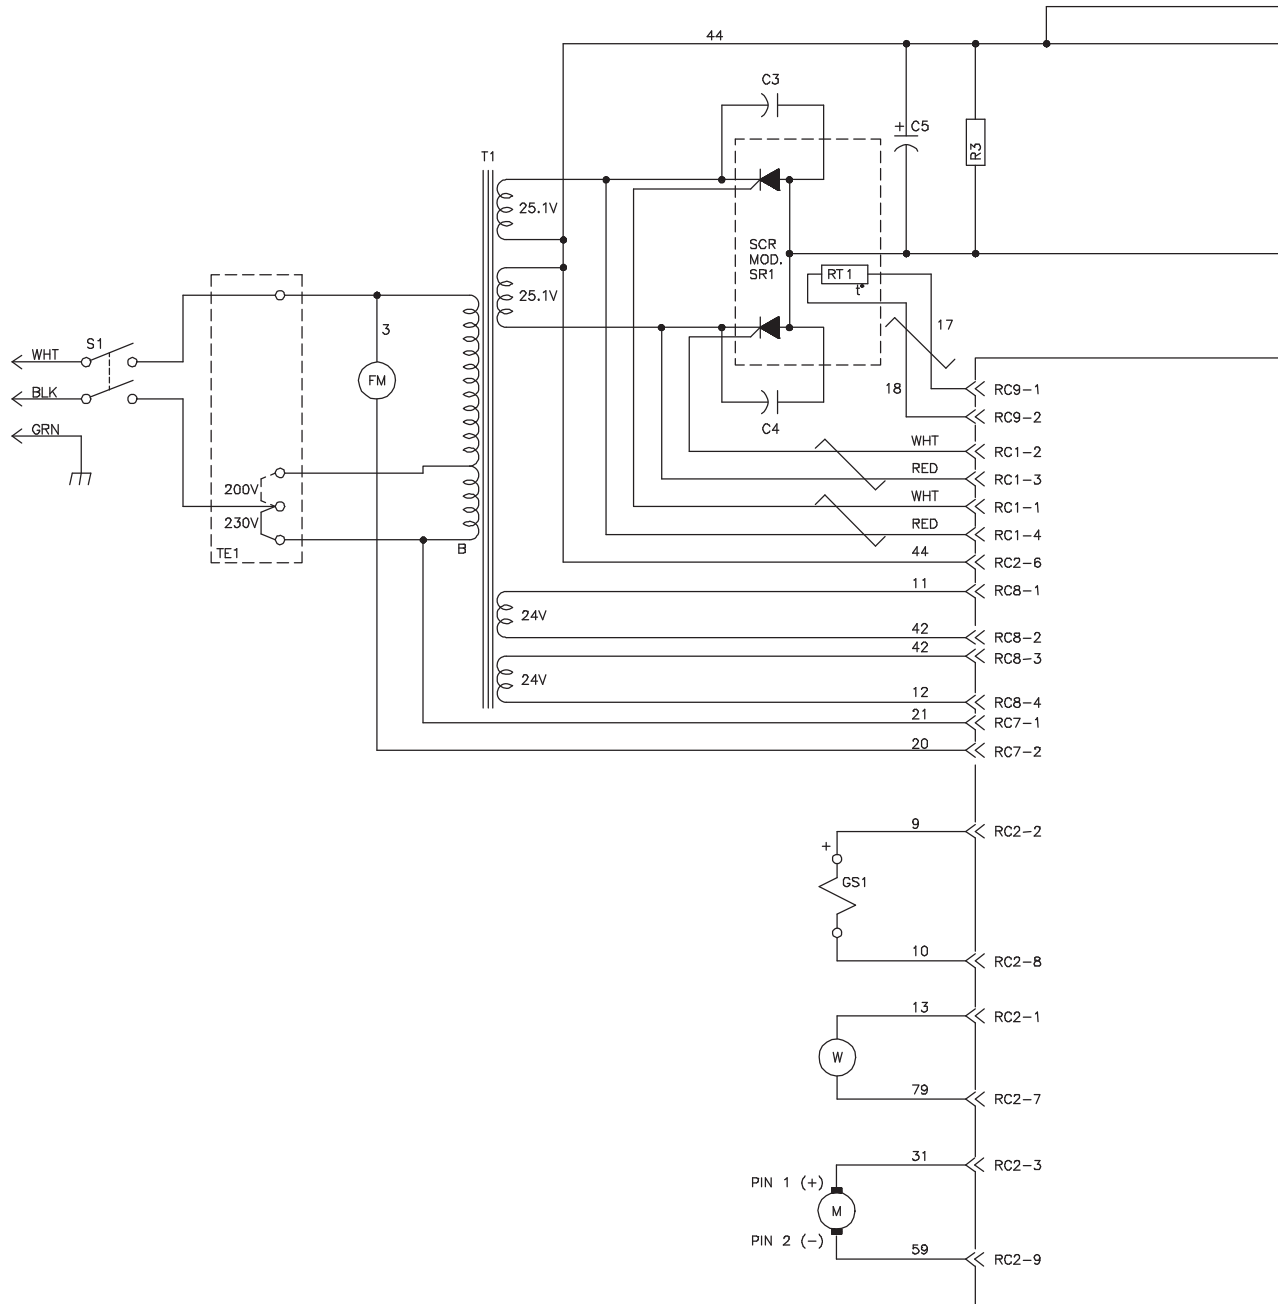 44
C3
+ C5
R3
T1
25.1V
SCR
MOD.
SR1
RT1
t°
25.1V
17
3
S1
WHT
FM
BLK
18
RC9-1
RC9-2
C4
GRN
WHT
RC1-2
RED
RC1-3
200V
WHT
RC1-1
230V
RED
RC1-4
TE1
B
44
RC2-6
11
RC8-1
24V
42
RC8-2
42
RC8-3
24V
12
RC8-4
21
RC7-1
20
RC7-2
9
RC2-2
+
GS1
10
RC2-8
13
RC2-1
W
79
RC2-7
31
RC2-3
PIN 1 (+)
M
PIN 2 (-)
59
RC2-9